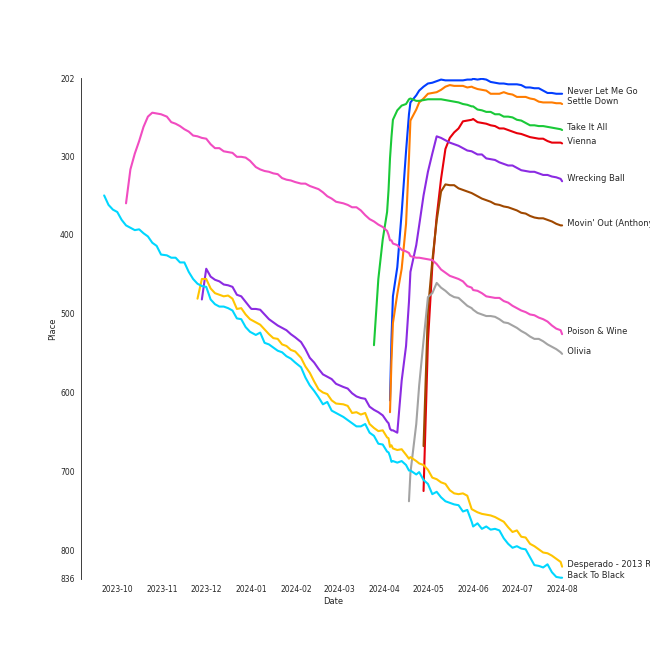 202
300
400
500
600
700
800
836
Place
2023-10
2023-11
2023-12
2024-01
2024-02
2024-03
2024-04
2024-05
2024-06
2024-07
2024-08
Date
Never Let Me Go
Settle Down
Take It All
Vienna
Wrecking Ball
Movin' Out (Anthony
Poison & Wine
Olivia
Desperado - 2013 R
Back To Black